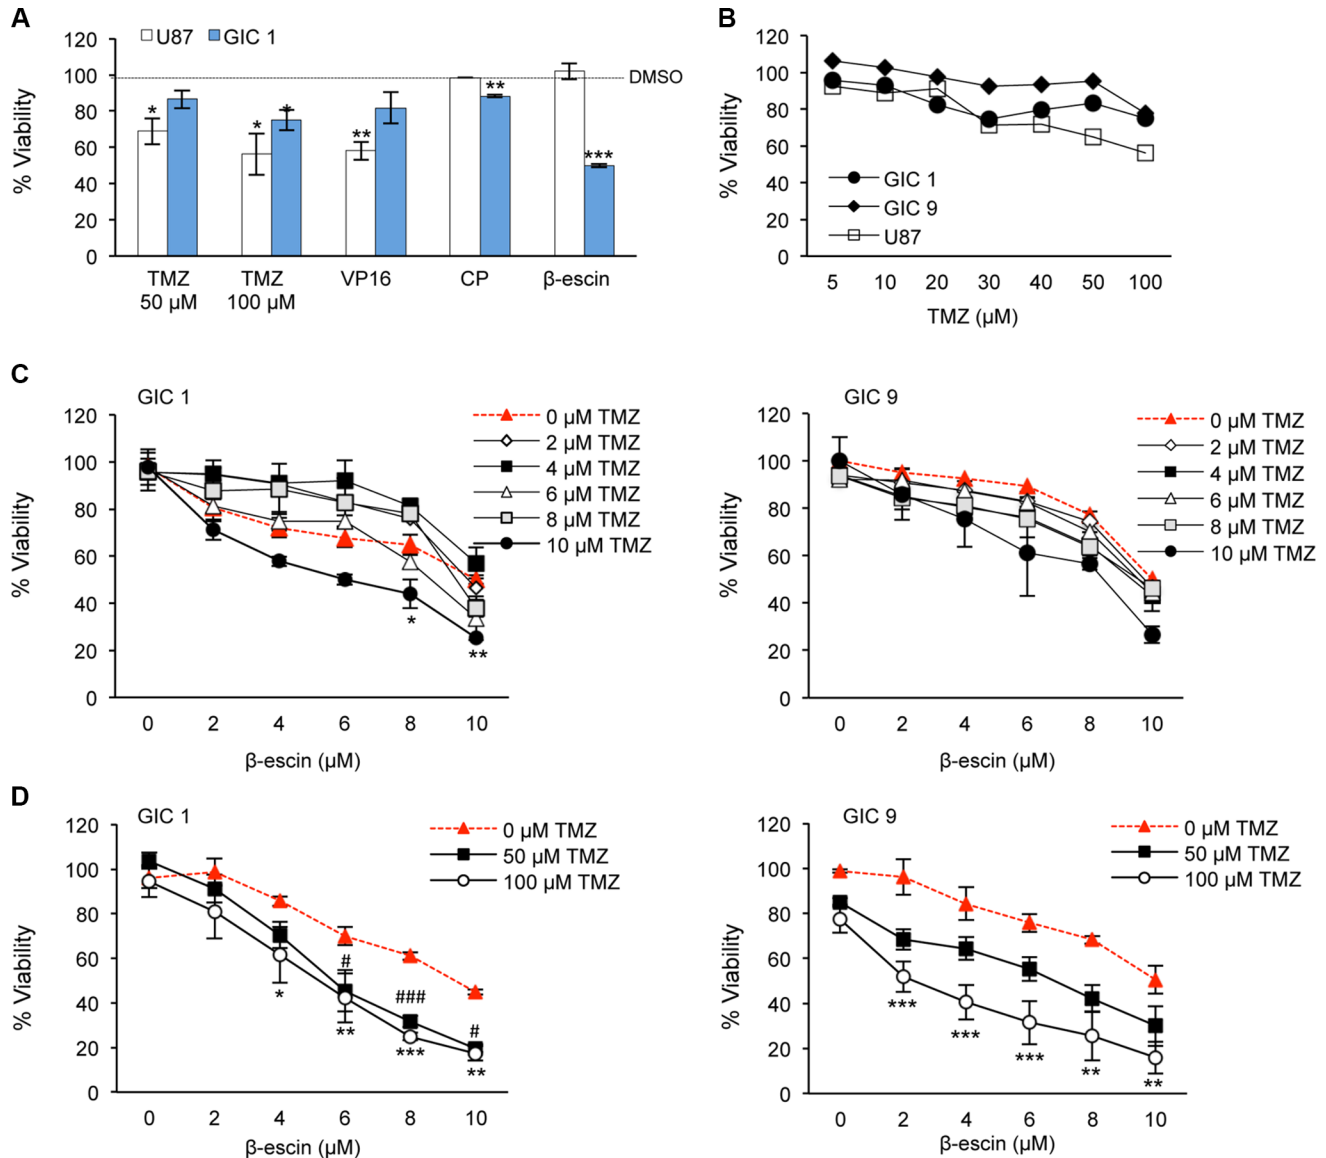 A
U87 GIC 1
120
100
80
60
40
20
0
% Viability
DMSO
* * * ** ** ***
TMZ 50 µM
TMZ 100 µM
VP16
CP
β-escin
B
120
100
80
60
40
20
0
% Viability
GIC 1
GIC 9
U87
5 10 20 30 40 50 100
TMZ (µM)
C
GIC 1
120
100
80
60
40
20
0
% Viability
0 µM TMZ
2 µM TMZ
4 µM TMZ
6 µM TMZ
8 µM TMZ
10 µM TMZ
*
**
0 2 4 6 8 10
β-escin (µM)
GIC 9
120
100
80
60
40
20
0
% Viability
0 µM TMZ
2 µM TMZ
4 µM TMZ
6 µM TMZ
8 µM TMZ
10 µM TMZ
0 2 4 6 8 10
β-escin (µM)
D
GIC 1
120
100
80
60
40
20
0
% Viability
0 µM TMZ
50 µM TMZ
100 µM TMZ
# ### #
* ** *** **
0 2 4 6 8 10
β-escin (µM)
GIC 9
120
100
80
60
40
20
0
% Viability
0 µM TMZ
50 µM TMZ
100 µM TMZ
*** *** *** ** **
0 2 4 6 8 10
β-escin (µM)